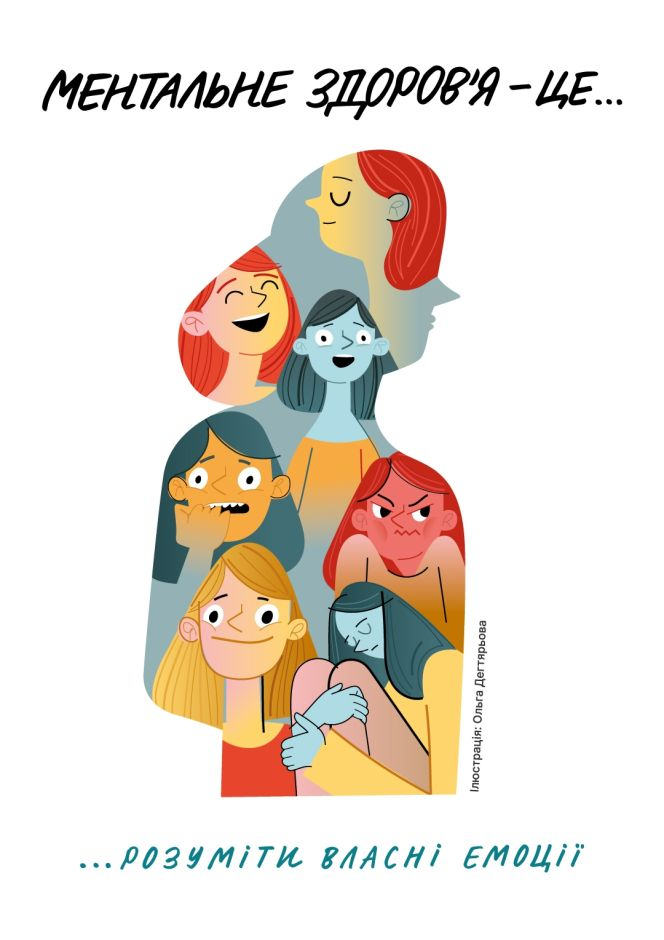 МЕНТАЛЬНЕ ЗДОРОВ'Я – ЦЕ...
Ілюстрація: Ольга Дегтярьова
...РОЗУМІТИ ВЛАСНІ ЕМОЦІЇ